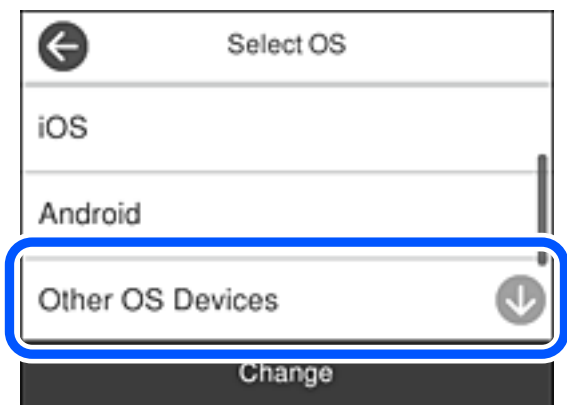 Select OS
iOS
Android
Other OS Devices
Change